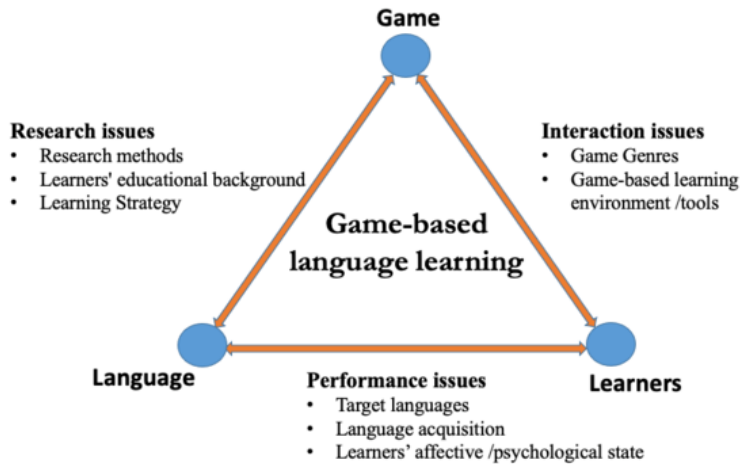 Game
Research issues
• Research methods
• Learners' educational background
• Learning Strategy
Interaction issues
• Game Genres
• Game-based learning
environment /tools
Game-based
language learning
Language
Learners
Performance issues
• Target languages
• Language acquisition
• Learners’ affective /psychological state